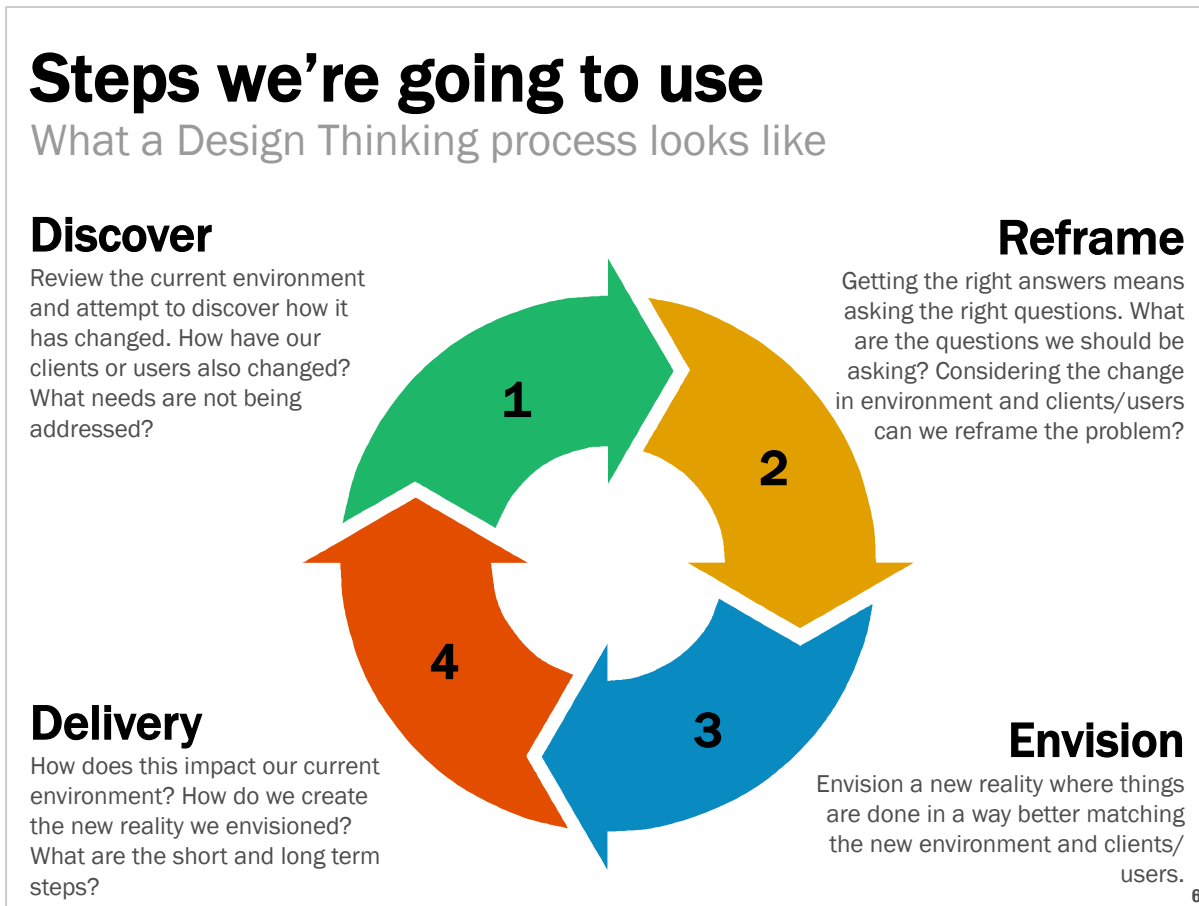 Steps we're going to use
What a Design Thinking process looks like
Discover
Review the current environment
and attempt to discover how it
has changed. How have our
clients or users also changed?
What needs are not being
addressed?
Reframe
Getting the right answers means
asking the right questions. What
are the questions we should be
asking? Considering the change
in environment and clients/users
can we reframe the problem?
1
2
3
4
Delivery
How does this impact our current
environment? How do we create
the new reality we envisioned?
What are the short and long term
steps?
Envision
Envision a new reality where things
are done in a way better matching
the new environment and clients/
users.
6